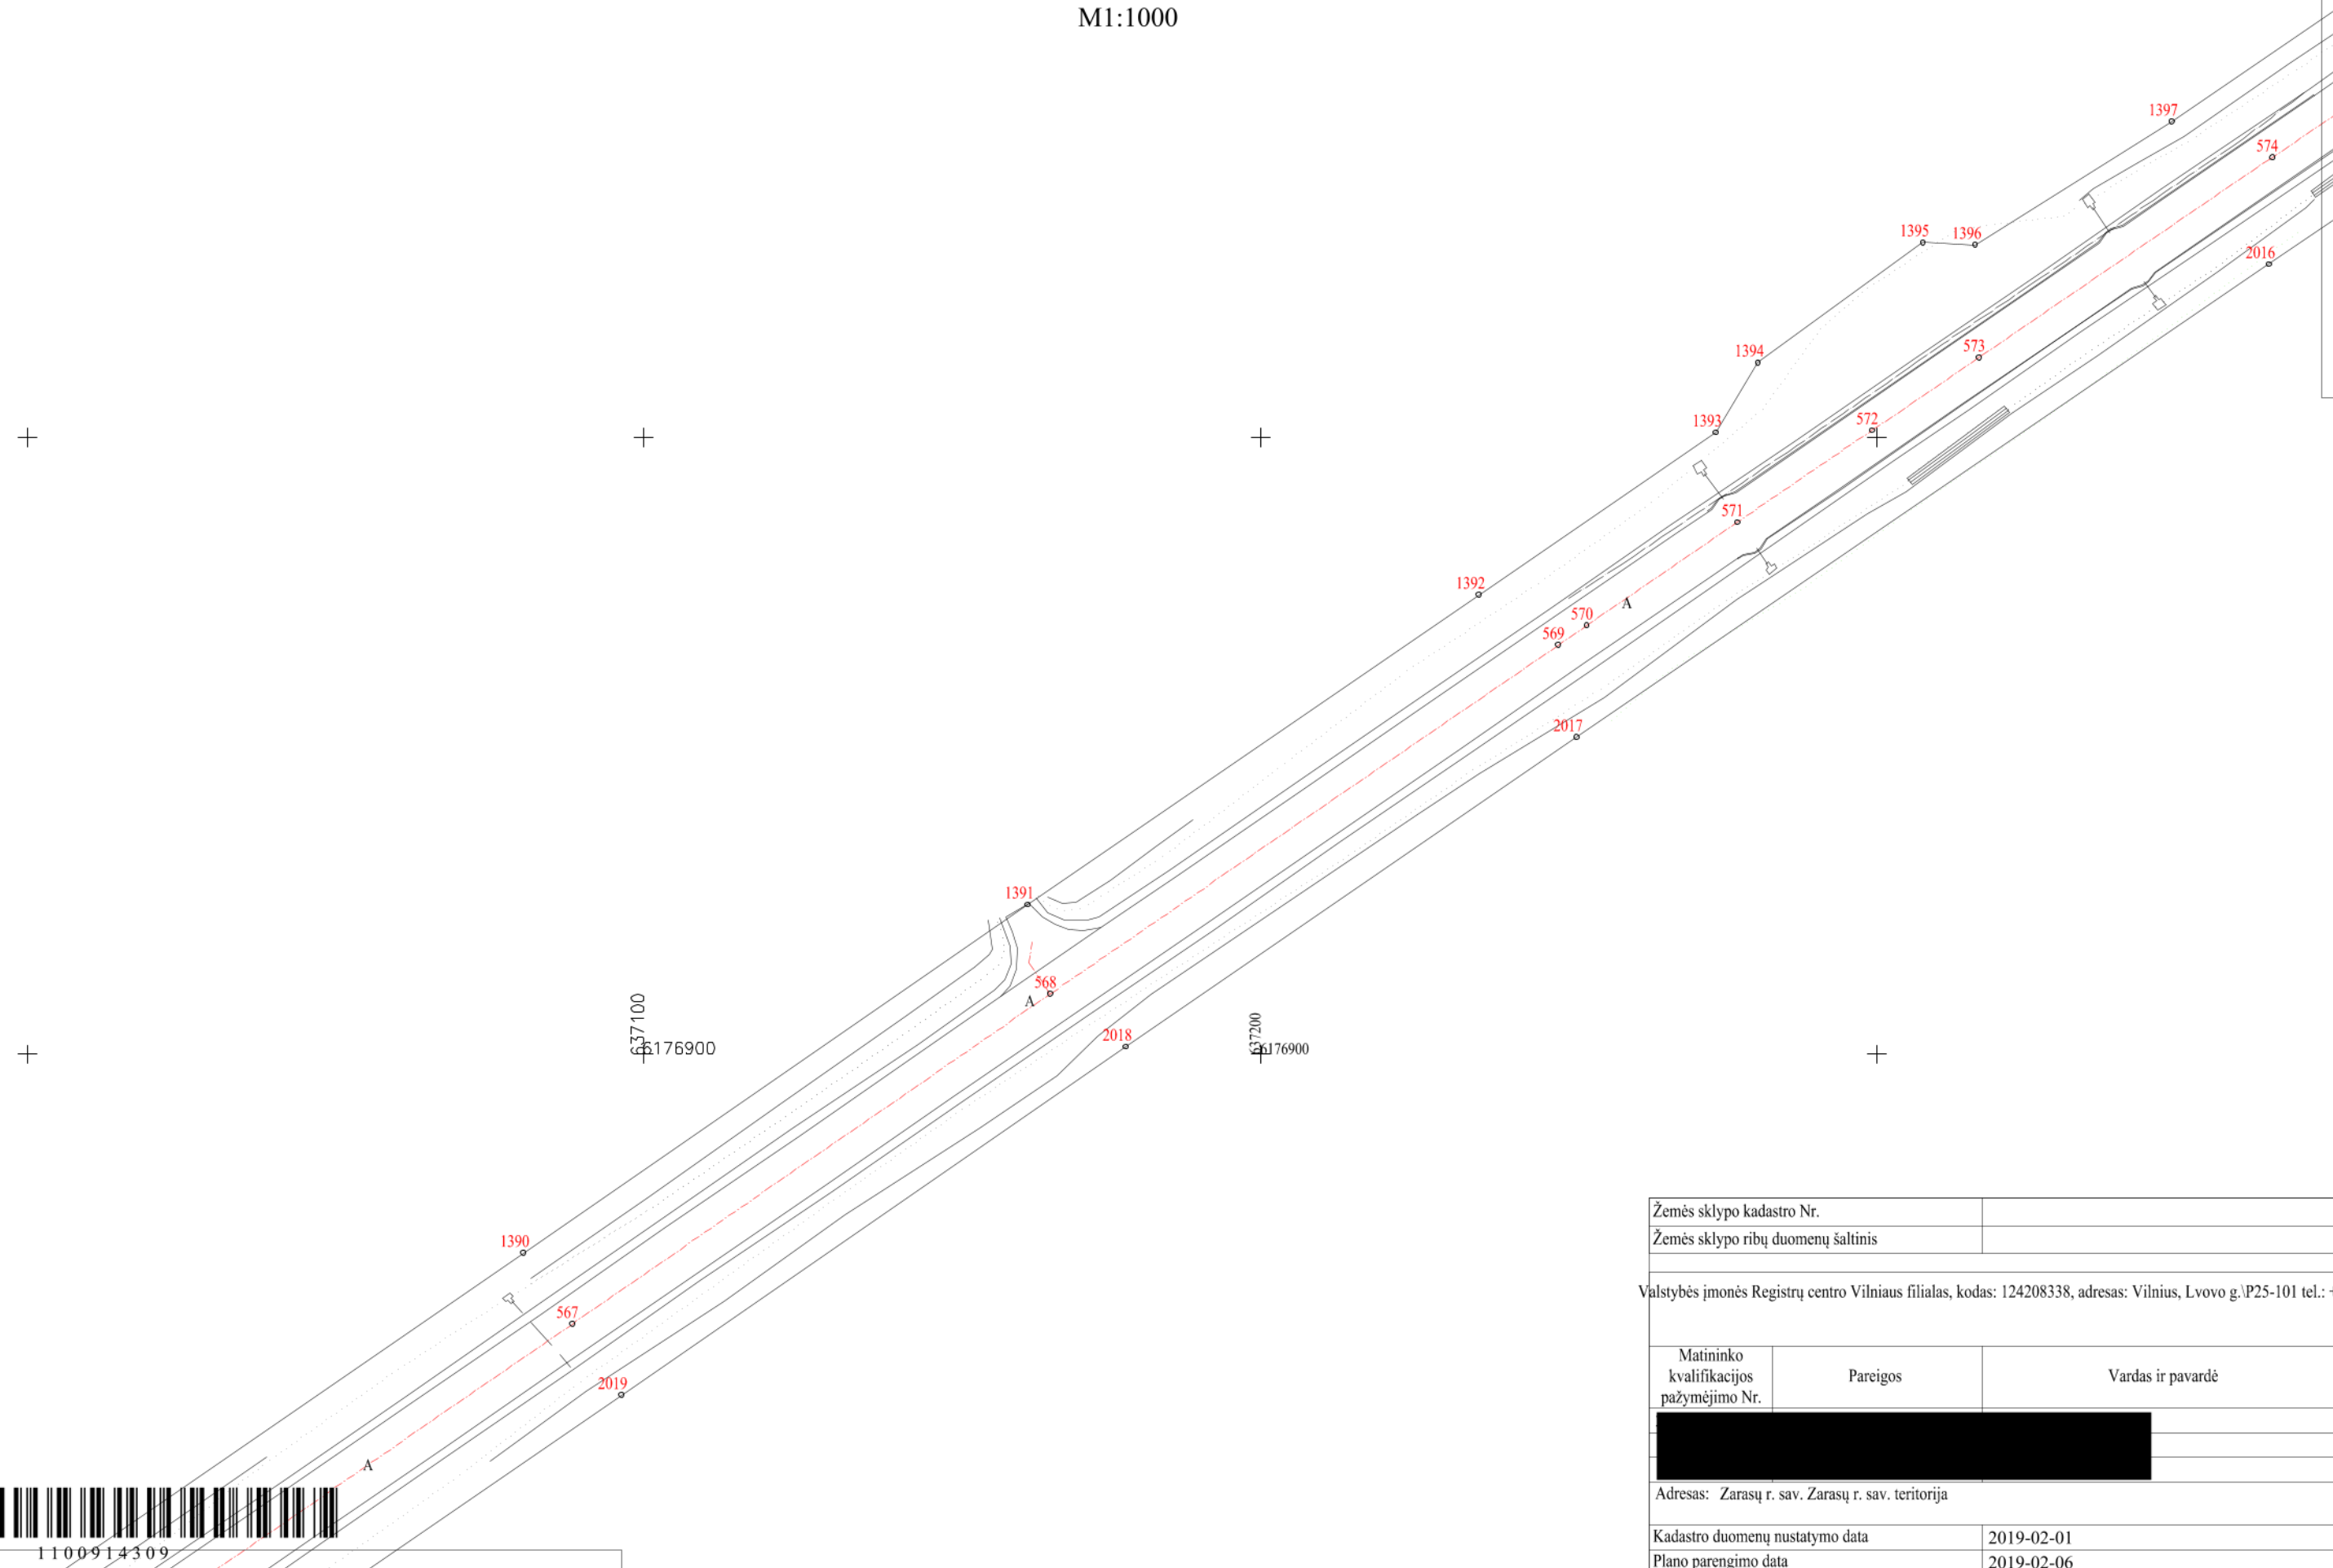 M1:1000
1397
574
1395
1396
2016
1394
573
1393
572
571
1392
570
A
569
2017
1391
568
A
637100
6176900
637200
6176900
2018
1390
567
2019
A
1100914309
Žemės sklypo kadastro Nr.
Žemės sklypo ribų duomenų šaltinis
Valstybės įmonės Registrų centro Vilniaus filialas, kodas: 124208338, adresas: Vilnius, Lvovo g.\P25-101 tel.:
Matininko
kvalifikacijos
pažymėjimo Nr.
Pareigos
Vardas ir pavardė
Adresas: Zarasų r. sav. Zarasų r. sav. teritorija
Kadastro duomenų nustatymo data 2019-02-01
Plano parengimo data 2019-02-06